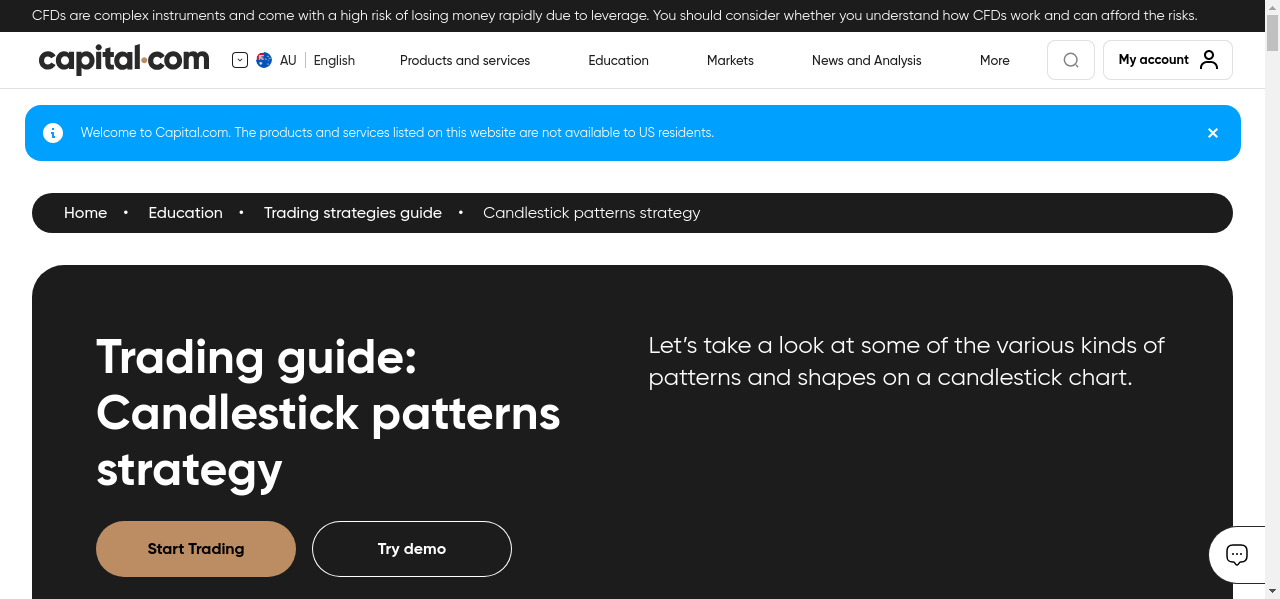 CFDs are complex instruments and come with a high risk of losing money rapidly due to leverage. You should consider whether you understand how CFDs work and can afford the risks.
capital.com
AU
English
Products and services
Education
Markets
News and Analysis
More
My account
Welcome to Capital.com. The products and services listed on this website are not available to US residents.
Home • Education • Trading strategies guide • Candlestick patterns strategy
Trading guide:
Candlestick patterns
strategy
Let’s take a look at some of the various kinds of
patterns and shapes on a candlestick chart.
Start Trading
Try demo